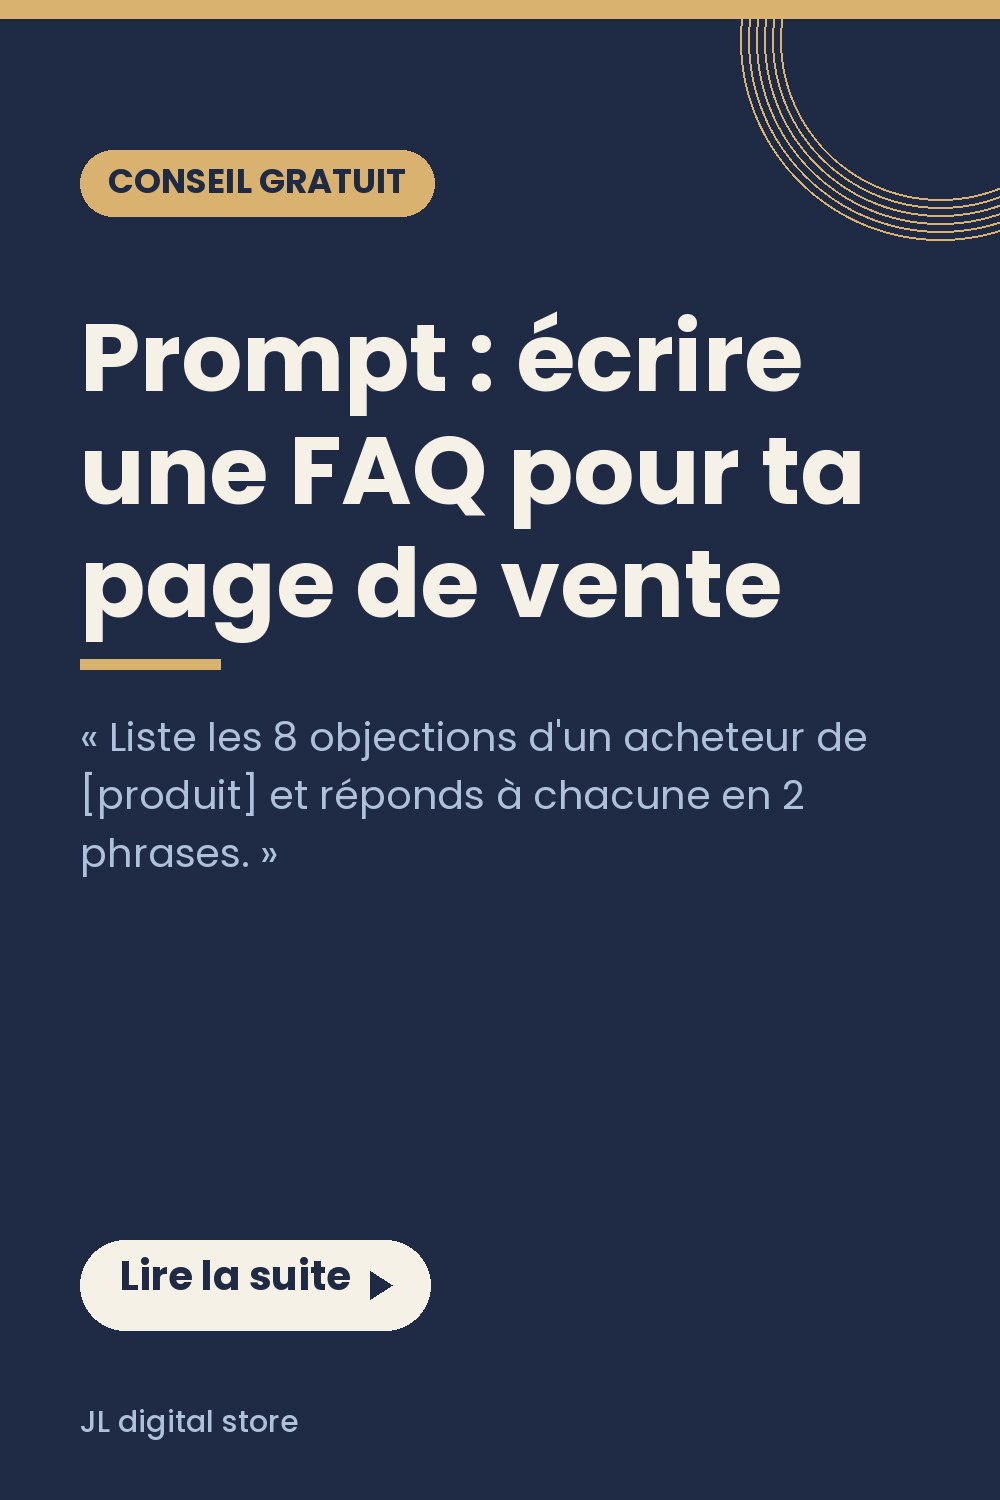 CONSEIL GRATUIT
Prompt : écrire
une FAQ pour ta
page de vente
« Liste les 8 objections d'un acheteur de
[produit] et réponds à chacune en 2
phrases. »
Lire la suite
JL digital store